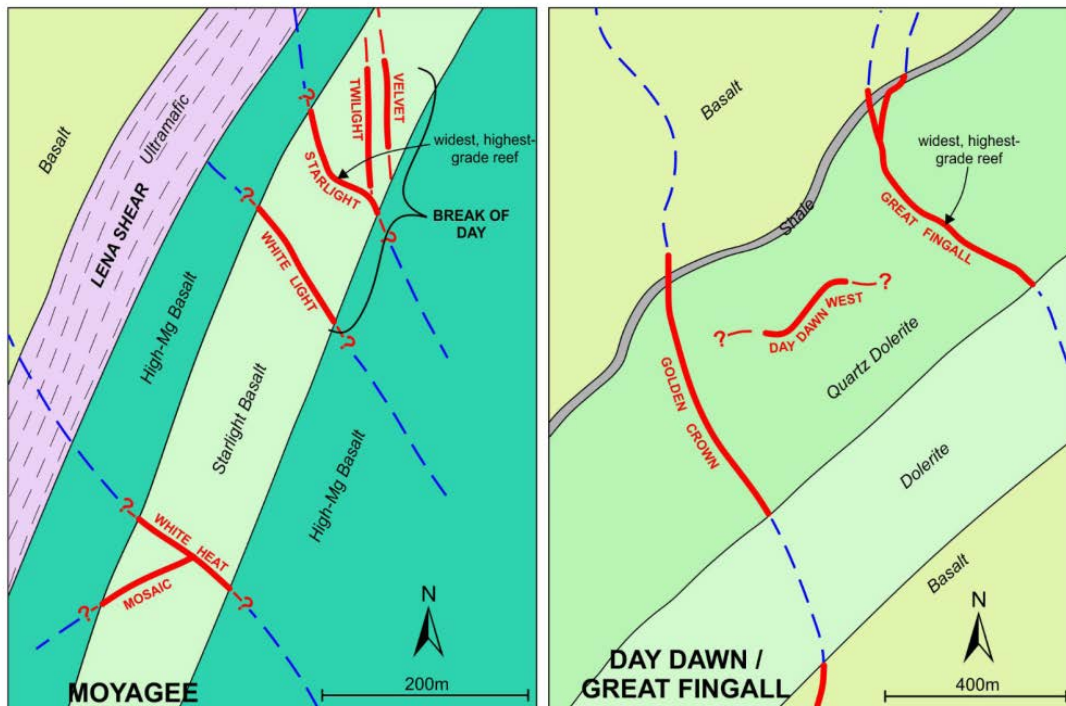 Basalt
Ultramafic
LENA SHEAR
High-Mg Basalt
Starlight Basalt
High-Mg Basalt
?
STARLIGHT
TWILIGHT
VELVET
widest, highest-
grade reef
BREAK OF
DAY
?
?
WHITE LIGHT
?
?
WHITE HEAT
?
?
MOSAIC
N
MOYAGEE
200m
Basalt
Shale
widest, highest-
grade reef
GREAT FINGALL
?
DAY DAWN WEST
?
GOLDEN CROWN
Quartz Dolerite
Dolerite
Basalt
N
DAY DAWN /
GREAT FINGALL
400m